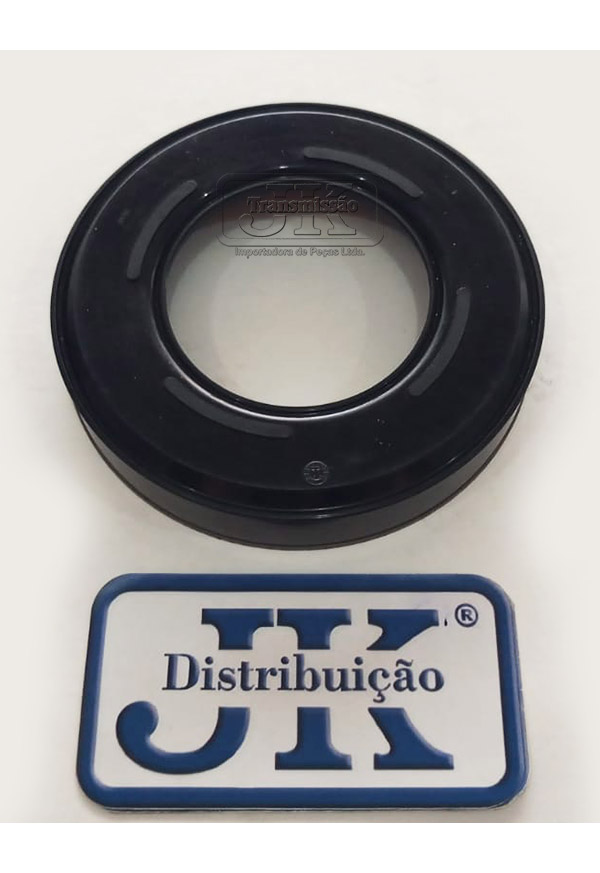 JK
Transmissão
Importadora de Peças Ltda.
JK ®
Distribuição